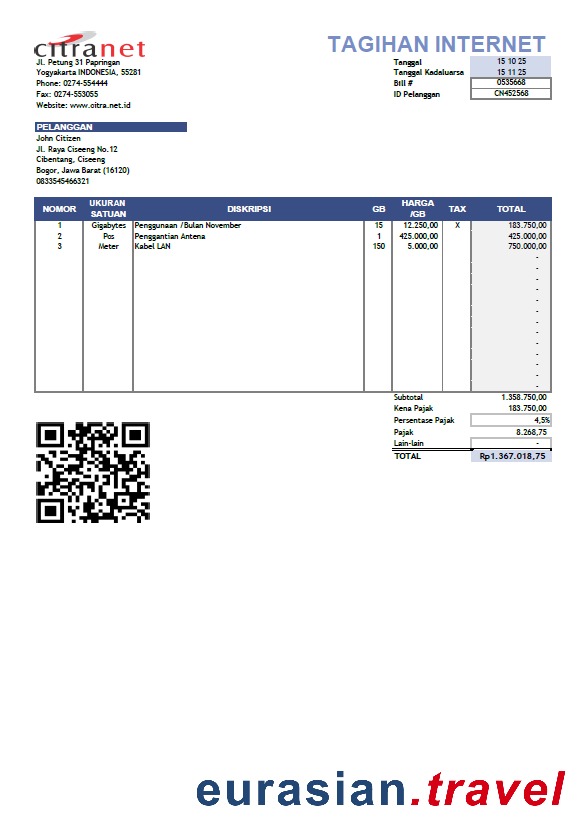 citranet
TAGIHAN INTERNET
Jl. Petung 31 Papringan
Yogyakarta INDONESIA, 55281
Phone: 0274-554444
Fax: 0274-553055
Website: www.citra.net.id
Tanggal 15 10 25
Tanggal Kadaluarsa 15 11 25
Bill # 0535668
ID Pelanggan CN452568
PELANGGAN
John Citizen
Jl. Raya Ciseeng No.12
Cibentang, Ciseeng
Bogor, Jawa Barat (16120)
0833545466321
NOMOR UKURAN SATUAN DISKRIPSI GB HARGA /GB TAX TOTAL
1 Gigabytes Penggunaan /Bulan November 15 12.250,00 X 183.750,00
2 Pos Penggantian Antena 1 425.000,00 425.000,00
3 Meter Kabel LAN 150 5.000,00 750.000,00
-
-
-
-
-
-
-
-
-
-
-
-
-
Subtotal 1.358.750,00
Kena Pajak 183.750,00
Persentase Pajak 4,5%
Pajak 8.268,75
Lain-lain -
TOTAL Rp1.367.018,75
eurasian.travel